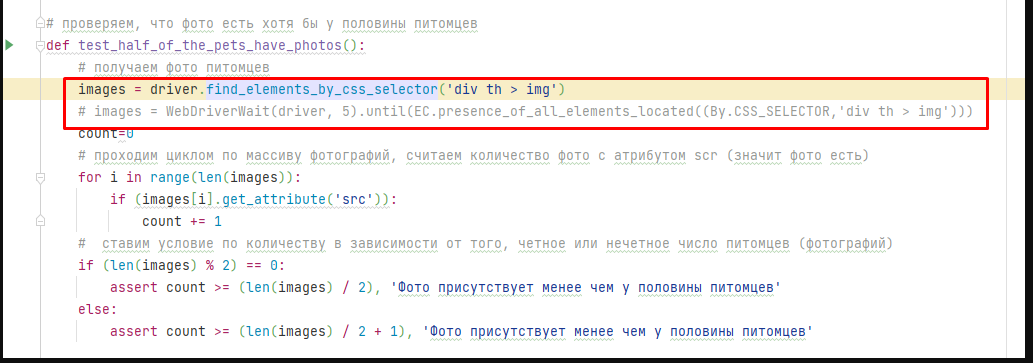 # проверяем, что фото есть хотя бы у половины питомцев
def test_half_of_the_pets_have_photos():
# получаем фото питомцев
images = driver.find_elements_by_css_selector('div th > img')
# images = WebDriverWait(driver, 5).until(EC.presence_of_all_elements_located((By.CSS_SELECTOR,'div th > img')))
count=0
# проходим циклом по массиву фотографий, считаем количество фото с атрибутом scr (значит фото есть)
for i in range(len(images)):
if (images[i].get_attribute('src')):
count += 1
#  ставим условие по количеству в зависимости от того, четное или нечетное число питомцев (фотографий)
if (len(images) % 2) == 0:
assert count >= (len(images) / 2), 'Фото присутствует менее чем у половины питомцев'
else:
assert count >= (len(images) / 2 + 1), 'Фото присутствует менее чем у половины питомцев'